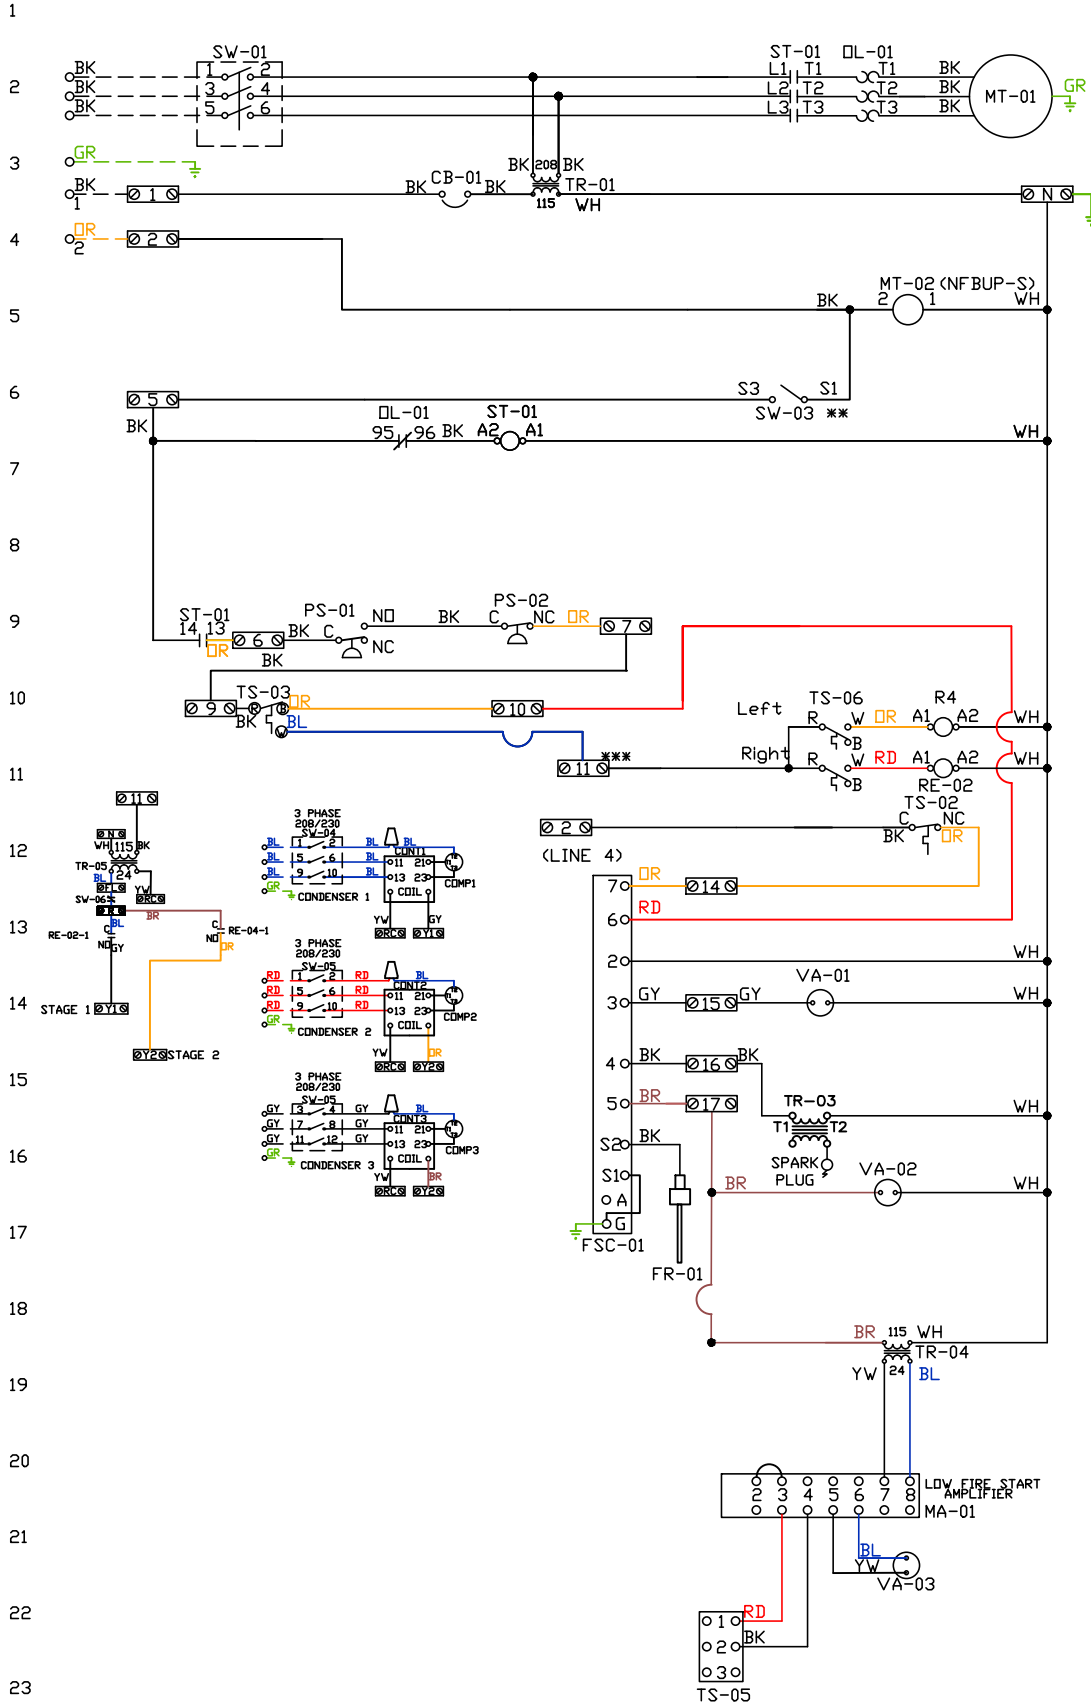 1
SW-01 ST-01 OL-01
2
BK 1 2 L1 T1 T1 BK
BK 3 4 L2 T2 T2 BK MT-01 GR
BK 5 6 L3 T3 T3 BK
3
GR
BK 208 BK
BK 1 1 BK CB-01 BK TR-01 N
115 WH
4
OR 2 2
MT-02 (NFBUP-S)
5
BK 2 1 WH
6
5 S3 S1
SW-03 **
BK OL-01 ST-01
95 96 BK A2 A1 WH
7
8
9
ST-01 PS-01 NO BK PS-02
14 13 OR 6 BK C NC C NC OR 7
BK
10
9 BK TS-03 R B OR 10
W BL
Left TS-06 R4
R W OR A1 A2 WH
B
11
11 *** Right R W RD A1 A2 WH
B RE-02
TS-02
2 C NC
BK OR
(LINE 4)
11
12
N
WH 115 BK
TR-05
BL 24 YW
FL RC
SW-06
R BR
13
BL
RE-02-1 C NO GY
C RE-04-1
NO OR
14
STAGE 1 Y1
Y2 STAGE 2
3 PHASE
208/230
SW-04
BL 1 2 BL BL
CONT1
BL 5 6 BL 11 21
BL 9 10 BL 13 23 COMP1
GR CONDENSER 1 COIL
YW GY
RC Y1
3 PHASE
208/230
SW-05
RD 1 2 RD BL
CONT2
RD 5 6 RD 11 21
RD 9 10 RD 13 23 COMP2
GR CONDENSER 2 COIL
YW OR
RC Y2
15
3 PHASE
208/230
SW-05
GY 3 4 GY BL
CONT3
GY 7 8 GY 11 21
GY 11 12 GY 13 23 COMP3
16
GR CONDENSER 3 COIL
YW BR
RC Y2
7 OR 14
6 RD
2 WH
3 GY 15 GY VA-01 WH
4 BK 16 BK
5 BR 17 TR-03 WH
T1 T2
S2 BK SPARK
PLUG
S1 BR VA-02 WH
A
17
G
FSC-01
FR-01
18
BR 115 WH
TR-04
19
YW 24 BL
20
LOW FIRE START
AMPLIFIER
2 3 4 5 6 7 8
MA-01
21
BL
YW
VA-03
22
1 RD
2 BK
3
23
TS-05